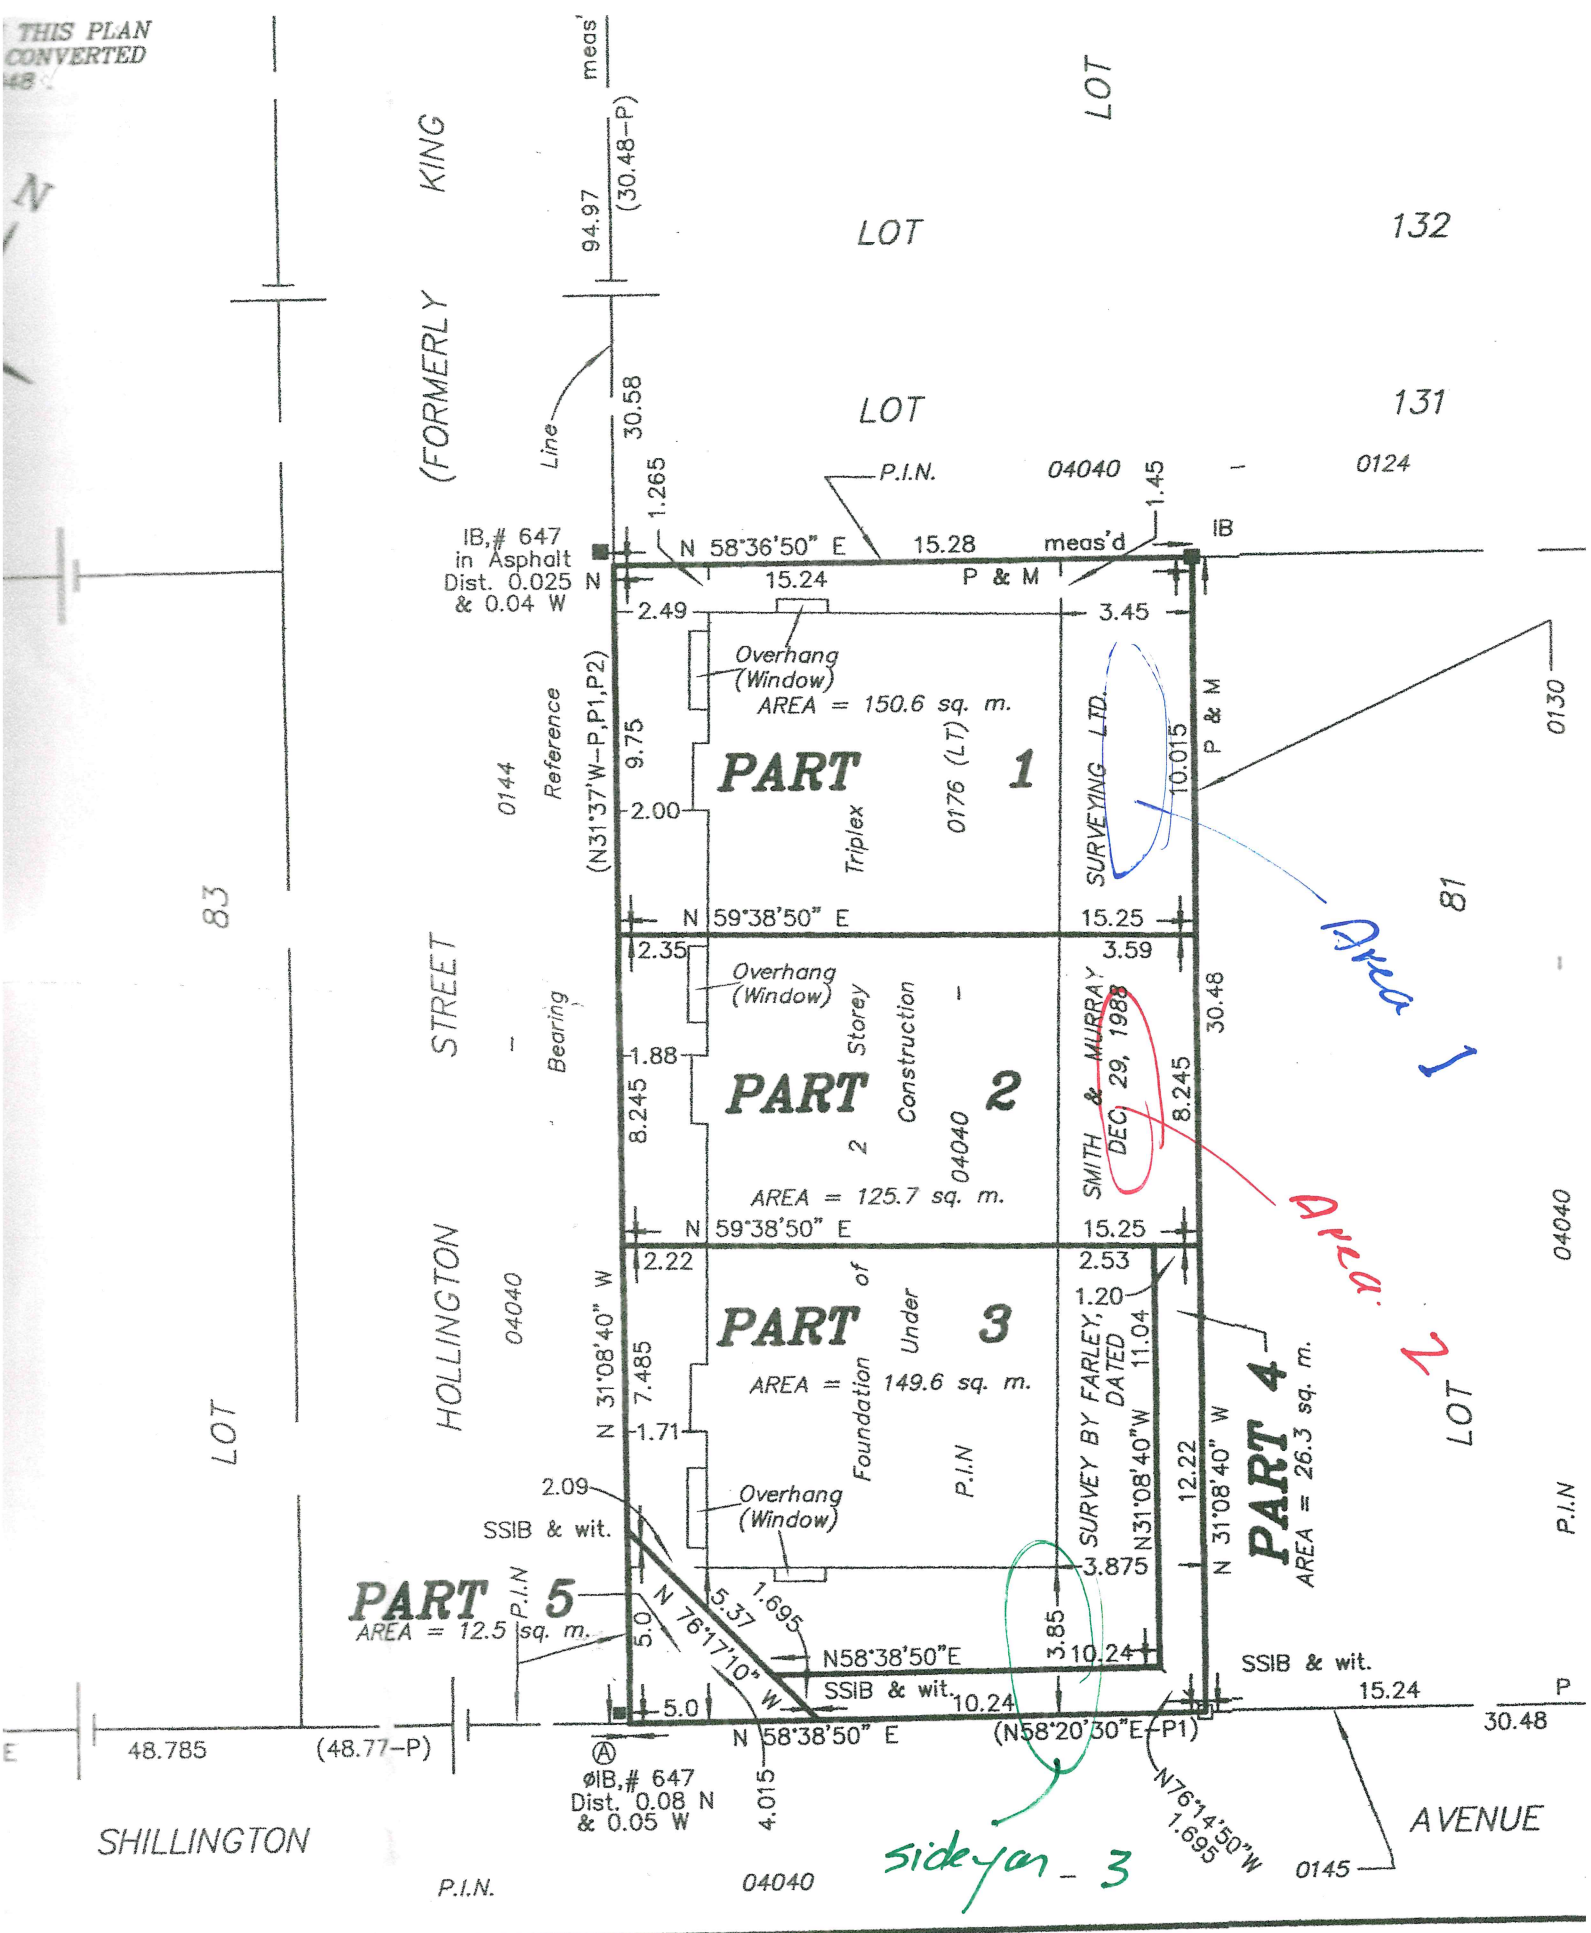 THIS PLAN
CONVERTED
N
KING
(FORMERLY
STREET
HOLLINGTON
meas'
94.97
(30.48-P)
30.58
Line
LOT
LOT
132
LOT
131
P.I.N.
04040
-
0124
1.265
1.45
IB,# 647
in Asphalt
Dist. 0.025 N
& 0.04 W
N 58°36'50" E
15.28
meas'd
IB
15.24
P & M
2.49
3.45
Overhang
(Window)
AREA = 150.6 sq. m.
(N31°37'W-P,P1,P2)
9.75
Reference
0144
PART 1
0176 (LT)
Triplex
2.00
SURVEYING LTD.
10.015
P & M
0130
83
81
Area 1
N 59°38'50" E
15.25
2.35
3.59
Overhang
(Window)
Storey
Construction
-
SMITH & MURRAY
DEC, 29, 1988
30.48
-
Bearing
-
1.88
8.245
PART 2
2
04040
8.245
AREA = 125.7 sq. m.
Area 2
N 59°38'50" E
15.25
2.22
2.53
1.20
of
Under
04040
04040
N 31°08'40" W
7.485
PART 3
AREA = 149.6 sq. m.
Foundation
P.I.N
SURVEY BY FARLEY,
DATED
N31°08'40"W 11.04
12.22
N 31°08'40" W
PART 4
AREA = 26.3 sq. m.
LOT
LOT
P.I.N
1.71
2.09
SSIB & wit.
Overhang
(Window)
3.875
P.I.N
PART 5
AREA = 12.5 sq. m.
5.0
5.37
N 76°17'10" W
1.695
3.85
N58°38'50"E
10.24
SSIB & wit.
SSIB & wit.
10.24
5.0
15.24
P
30.48
N 58°38'50" E
(N58°20'30"E-P1)
E
48.785
(48.77-P)
A
øIB,# 647
Dist. 0.08 N
& 0.05 W
4.015
N76°14'50"W
1.695
SHILLINGTON
AVENUE
0145
P.I.N.
04040
-
sideyar 3